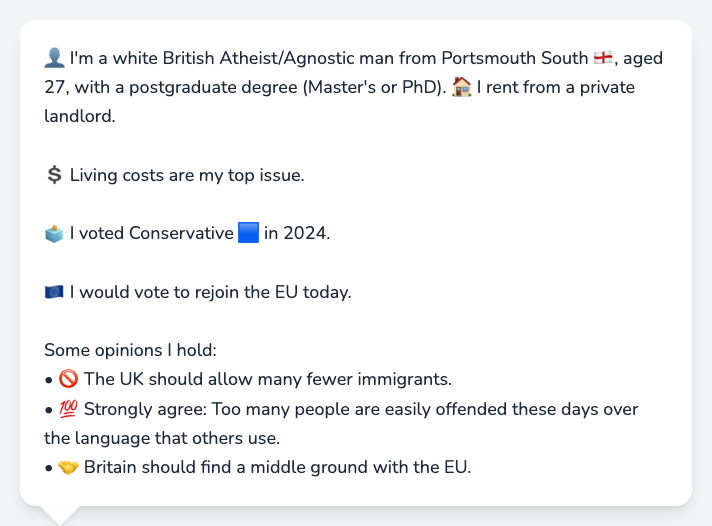 👤 I'm a white British Atheist/Agnostic man from Portsmouth South 🏴󠁧󠁢󠁥󠁮󠁧󠁿, aged
27, with a postgraduate degree (Master's or PhD). 🏠 I rent from a private
landlord.
💲 Living costs are my top issue.
🗳️ I voted Conservative 🟦 in 2024.
🇪🇺 I would vote to rejoin the EU today.
Some opinions I hold:
• 🚫 The UK should allow many fewer immigrants.
• 💯 Strongly agree: Too many people are easily offended these days over
the language that others use.
• 🤝 Britain should find a middle ground with the EU.